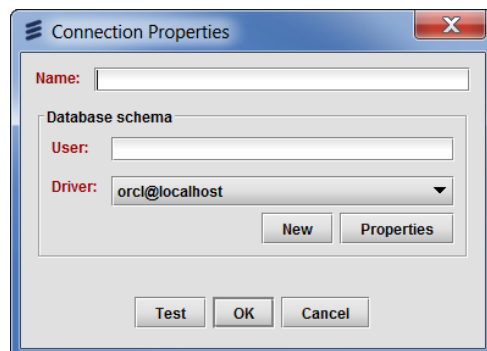 Connection Properties
Name:
Database schema
User:
Driver: orcl@localhost
New Properties
Test OK Cancel